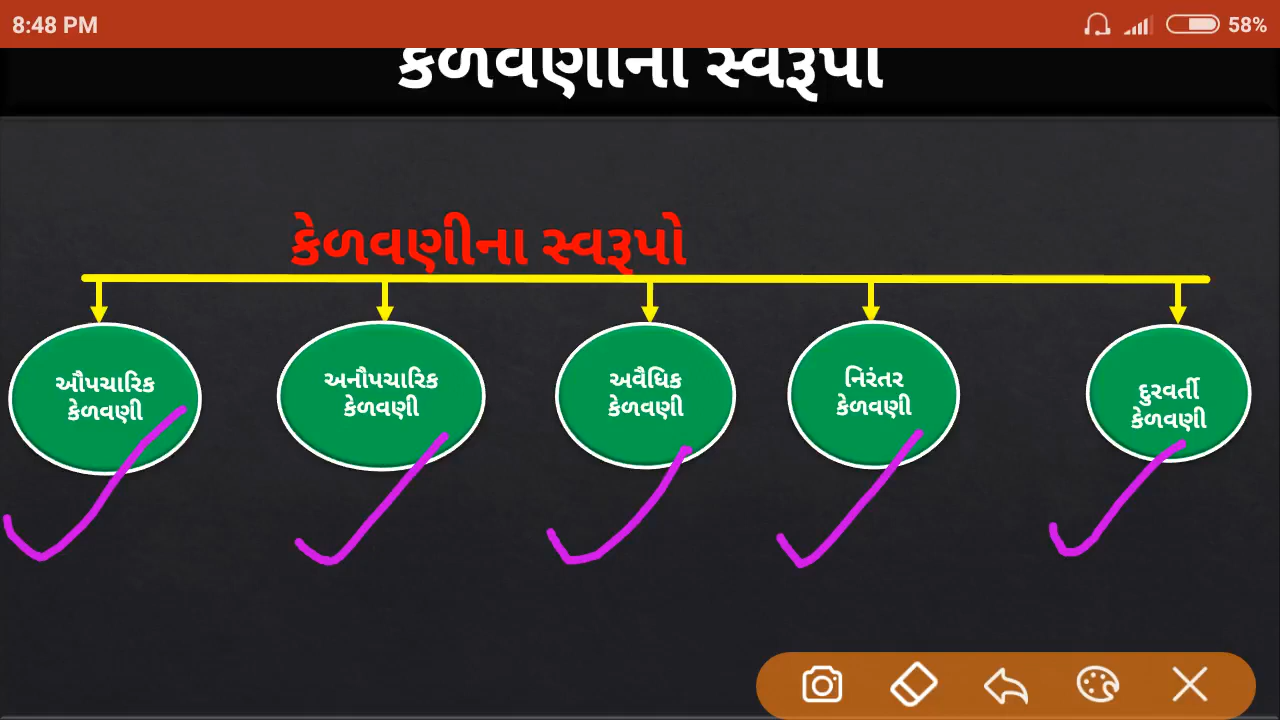 8:48 PM
58%
કેળવણીના સ્વરૂપો
કેળવણીના સ્વરૂપો
ઔપચારિક
કેળવણી
અનૌપચારિક
કેળવણી
અવૈધિક
કેળવણી
નિરંતર
કેળવણી
દુરવર્તી
કેળવણી